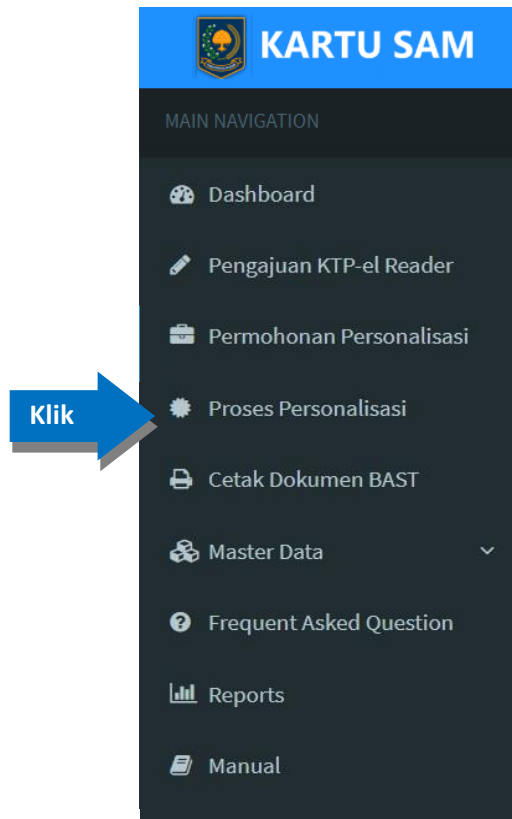 KARTU SAM
MAIN NAVIGATION
Dashboard
Pengajuan KTP-el Reader
Permohonan Personalisasi
Klik
Proses Personalisasi
Cetak Dokumen BAST
Master Data
Frequent Asked Question
Reports
Manual